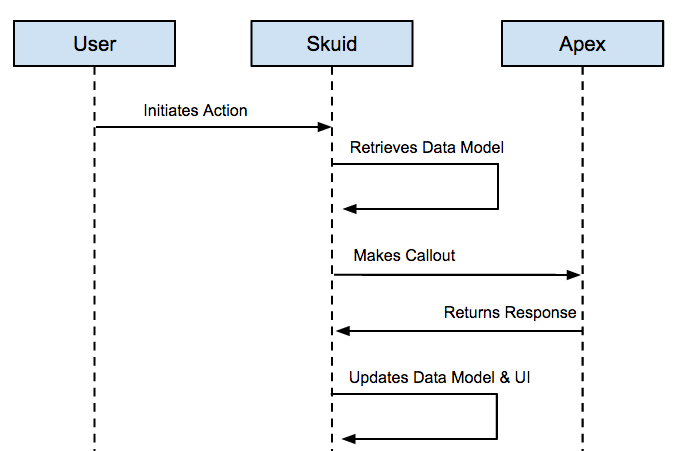 User
Skuid
Apex
Initiates Action
Retrieves Data Model
Makes Callout
Returns Response
Updates Data Model & UI